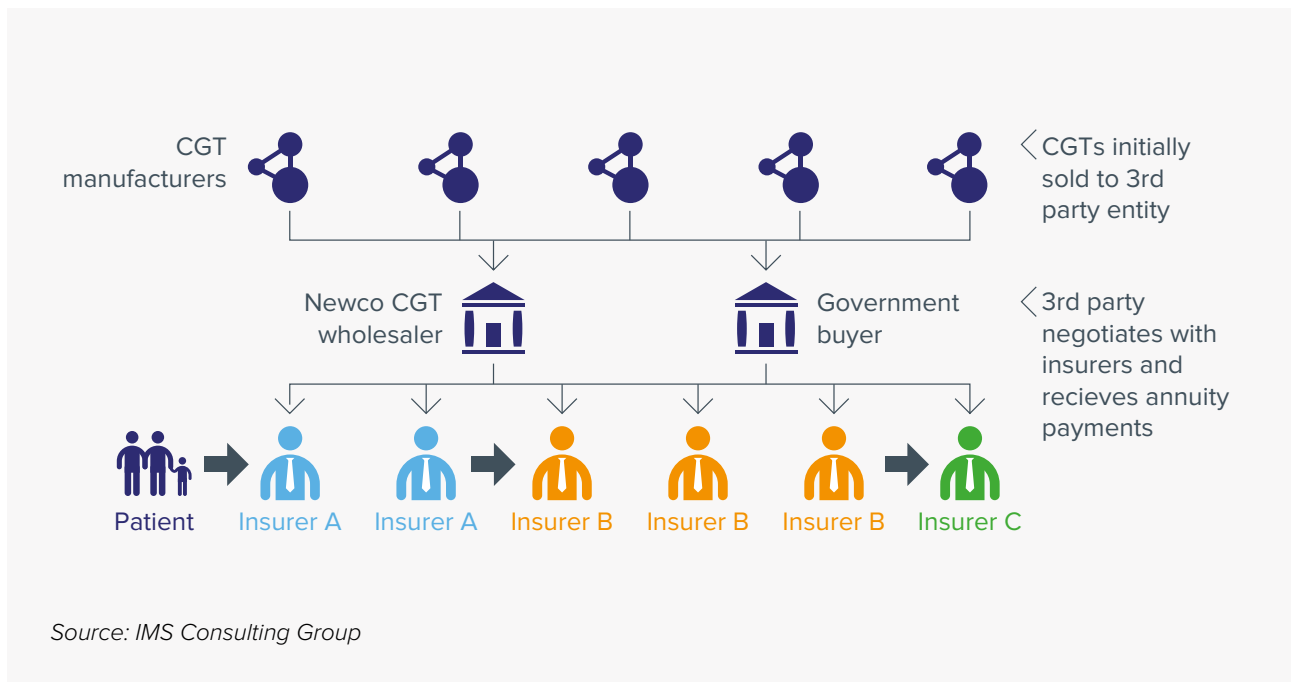 CGT
manufacturers
CGTs initially
sold to 3rd
party entity
Newco CGT
wholesaler
Government
buyer
3rd party
negotiates with
insurers and
recieves annuity
payments
Patient
Insurer A
Insurer A
Insurer B
Insurer B
Insurer B
Insurer C
Source: IMS Consulting Group